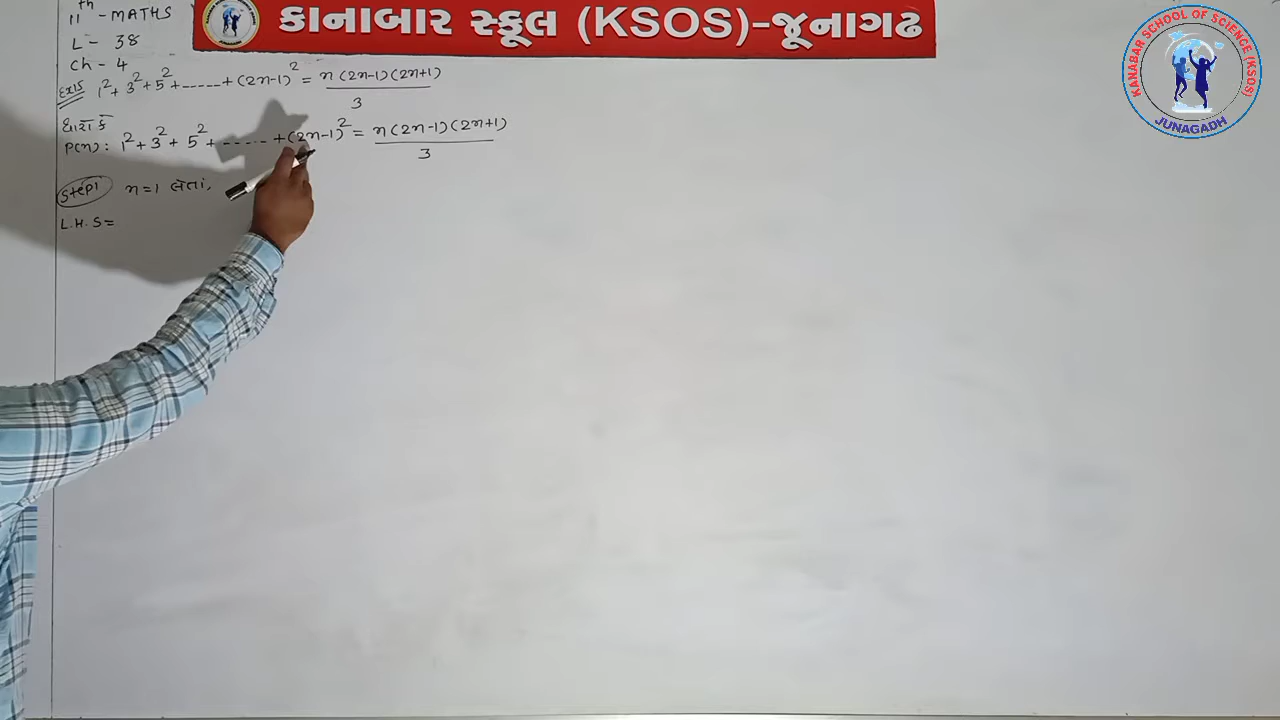 11th - MATHS
L - 38
Ch - 4
કાનાબાર સ્કૂલ (KSOS)-જૂનાગઢ
KANABAR SCHOOL OF SCIENCE (KSOS)
JUNAGADH
Ex15 1² + 3² + 5² + ----- + (2n-1)² = n(2n-1)(2n+1)/3
ધારો કે
P(n) : 1² + 3² + 5² + ----- + (2n-1)² = n(2n-1)(2n+1)/3
Step1 n=1 લેતાં,
L.H.S=